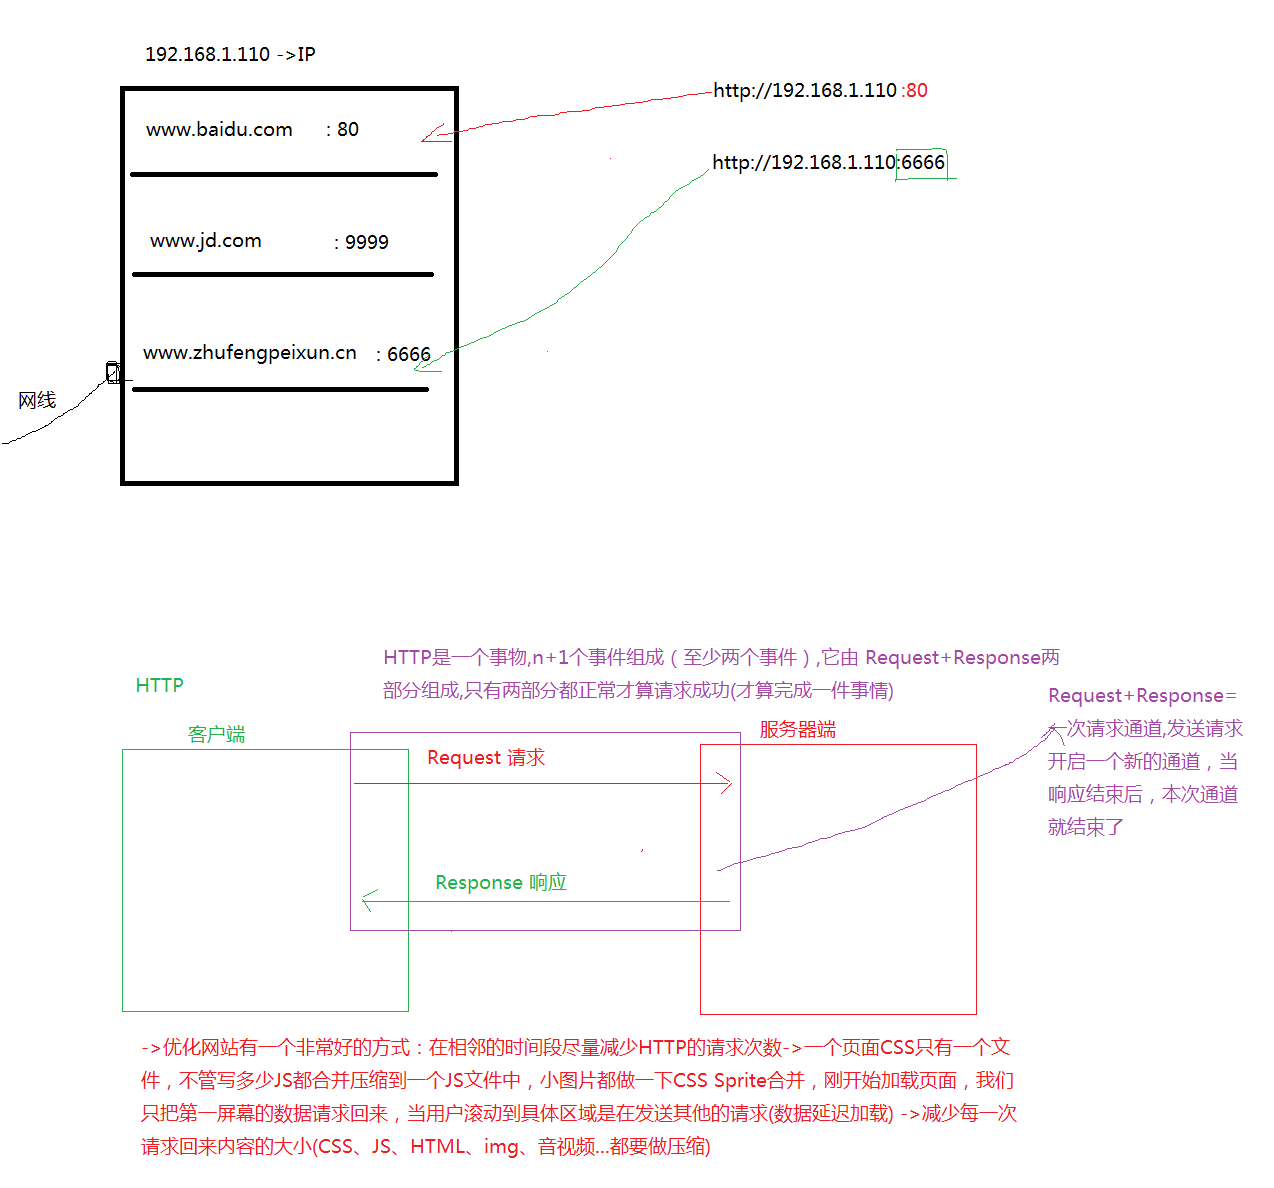 192.168.1.110 ->IP
http://192.168.1.110 :80
www.baidu.com : 80
http://192.168.1.110:6666
www.jd.com : 9999
www.zhufengpeixun.cn : 6666
网线
HTTP是一个事物,n+1个事件组成（至少两个事件）,它由 Request+Response两
部分组成,只有两部分都正常才算请求成功(才算完成一件事情)
HTTP
客户端
服务器端
Request 请求
Response 响应
Request+Response=
一次请求通道,发送请求
开启一个新的通道，当
响应结束后，本次通道
就结束了
->优化网站有一个非常好的方式：在相邻的时间段尽量减少HTTP的请求次数->一个页面CSS只有一个文
件，不管写多少JS都合并压缩到一个JS文件中，小图片都做一下CSS Sprite合并，刚开始加载页面，我们
只把第一屏幕的数据请求回来，当用户滚动到具体区域是在发送其他的请求(数据延迟加载) ->减少每一次
请求回来内容的大小(CSS、JS、HTML、img、音视频...都要做压缩)